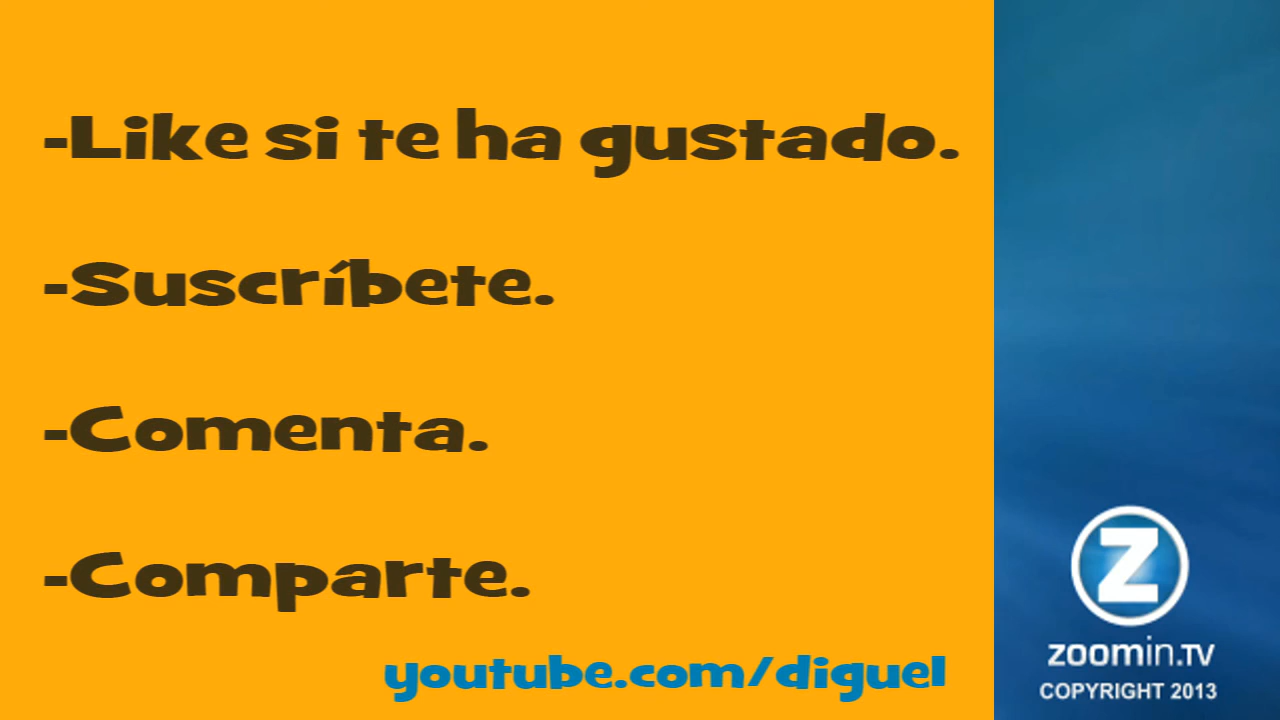 -Like si te ha gustado.
-Suscríbete.
-Comenta.
-Comparte.
youtube.com/diguel
Z
zoomin.tv
COPYRIGHT 2013